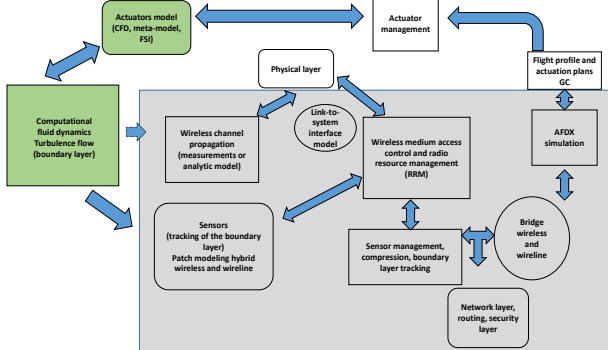 Actuators model
(CFD, meta-model,
FSI)
Actuator
management
Physical layer
Flight profile and
actuation plans
GC
Computational
fluid dynamics
Turbulence flow
(boundary layer)
Wireless channel
propagation
(measurements or
analytic model)
Link-to-
system
interface
model
Wireless medium access
control and radio
resource management
(RRM)
AFDX
simulation
Sensors
(tracking of the boundary
layer)
Patch modeling hybrid
wireless and wireline
Sensor management,
compression, boundary
layer tracking
Bridge
wireless
and
wireline
Network layer,
routing, security
layer